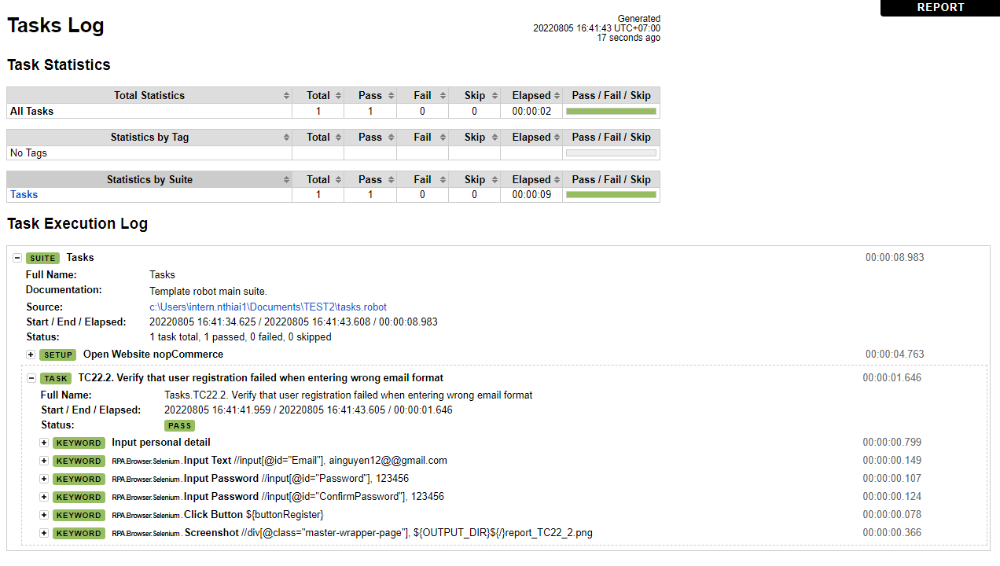 REPORT
Tasks Log
Generated
20220805 16:41:43 UTC+07:00
17 seconds ago
Task Statistics
Total Statistics Total Pass Fail Skip Elapsed Pass / Fail / Skip
All Tasks 1 1 0 0 00:00:02
Statistics by Tag Total Pass Fail Skip Elapsed Pass / Fail / Skip
No Tags
Statistics by Suite Total Pass Fail Skip Elapsed Pass / Fail / Skip
Tasks 1 1 0 0 00:00:09
Task Execution Log
SUITE Tasks 00:00:08.983
Full Name: Tasks
Documentation: Template robot main suite.
Source: c:\Users\intern.nthiai1\Documents\TEST2\tasks.robot
Start / End / Elapsed: 20220805 16:41:34.625 / 20220805 16:41:43.608 / 00:00:08.983
Status: 1 task total, 1 passed, 0 failed, 0 skipped
SETUP Open Website nopCommerce 00:00:04.763
TASK TC22.2. Verify that user registration failed when entering wrong email format 00:00:01.646
Full Name: Tasks.TC22.2. Verify that user registration failed when entering wrong email format
Start / End / Elapsed: 20220805 16:41:41.959 / 20220805 16:41:43.605 / 00:00:01.646
Status: PASS
KEYWORD Input personal detail 00:00:00.799
KEYWORD RPA.Browser.Selenium. Input Text //input[@id="Email"], ainguyen12@@gmail.com 00:00:00.149
KEYWORD RPA.Browser.Selenium. Input Password //input[@id="Password"], 123456 00:00:00.107
KEYWORD RPA.Browser.Selenium. Input Password //input[@id="ConfirmPassword"], 123456 00:00:00.124
KEYWORD RPA.Browser.Selenium. Click Button ${buttonRegister} 00:00:00.078
KEYWORD RPA.Browser.Selenium. Screenshot //div[@class="master-wrapper-page"], ${OUTPUT_DIR}${/}report_TC22_2.png 00:00:00.366